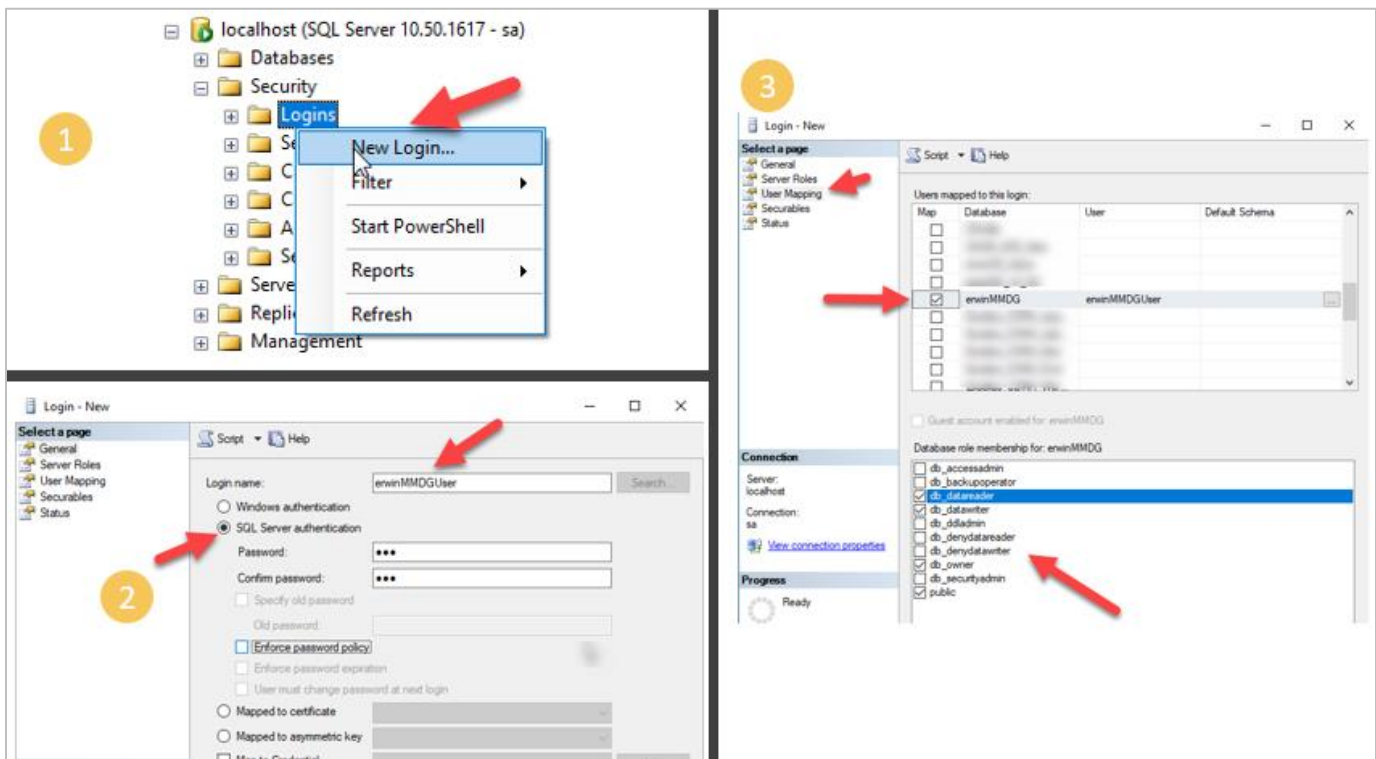 localhost (SQL Server 10.50.1617 - sa)
Databases
Security
Logins
New Login...
Filter
Start PowerShell
Reports
Refresh
Se
C
C
A
Se
Serve
Repli
Management
1
Login - New
Select a page
General
Server Roles
User Mapping
Securables
Status
Script
Help
Login name:
erwinMMDGUser
Search...
Windows authentication
SQL Server authentication
Password:
●●●
Confirm password:
●●●
Specify old password
Old password:
Enforce password policy
Enforce password expiration
User must change password at next login
Mapped to certificate
Mapped to asymmetric key
Map to Credential
2
3
Login - New
Select a page
General
Server Roles
User Mapping
Securables
Status
Script
Help
Users mapped to this login:
Map Database User Default Schema
erwinMMDG erwinMMDGUser ...
Guest account enabled for: erwinMMDG
Database role membership for: erwinMMDG
db_accessadmin
db_backupoperator
db_datareader
db_datawriter
db_ddladmin
db_denydatareader
db_denydatawriter
db_owner
db_securityadmin
public
Connection
Server:
localhost
Connection:
sa
View connection properties
Progress
Ready